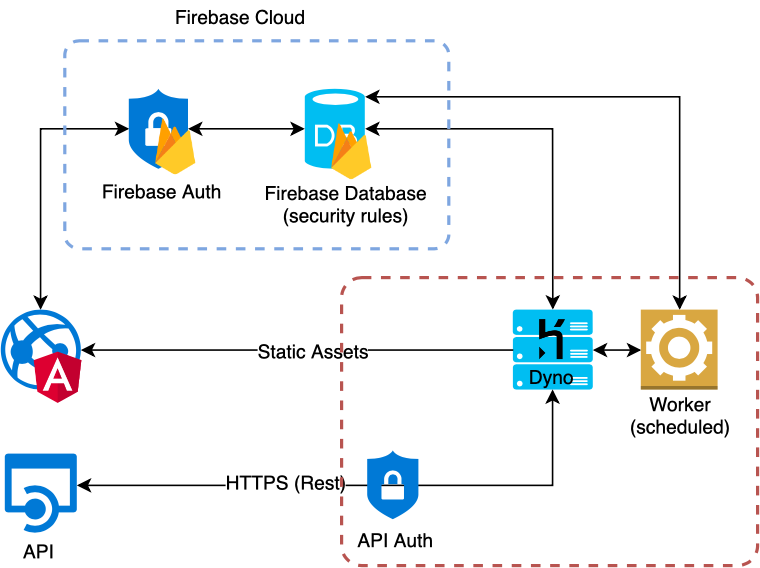 Firebase Cloud
DB
Firebase Auth
Firebase Database
(security rules)
A
Static Assets
Dyno
Worker
(scheduled)
HTTPS (Rest)
API
API Auth